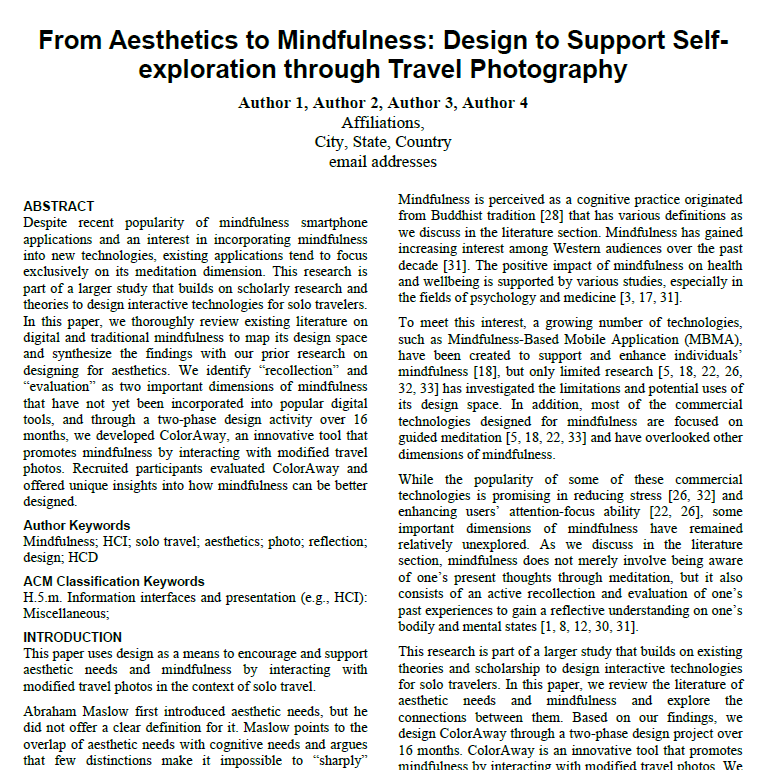 From Aesthetics to Mindfulness: Design to Support Self-
exploration through Travel Photography
Author 1, Author 2, Author 3, Author 4
Affiliations,
City, State, Country
email addresses
ABSTRACT
Despite recent popularity of mindfulness smartphone
applications and an interest in incorporating mindfulness
into new technologies, existing applications tend to focus
exclusively on its meditation dimension. This research is
part of a larger study that builds on scholarly research and
theories to design interactive technologies for solo travelers.
In this paper, we thoroughly review existing literature on
digital and traditional mindfulness to map its design space
and synthesize the findings with our prior research on
designing for aesthetics. We identify “recollection” and
“evaluation” as two important dimensions of mindfulness
that have not yet been incorporated into popular digital
tools, and through a two-phase design activity over 16
months, we developed ColorAway, an innovative tool that
promotes mindfulness by interacting with modified travel
photos. Recruited participants evaluated ColorAway and
offered unique insights into how mindfulness can be better
designed.
Author Keywords
Mindfulness; HCI; solo travel; aesthetics; photo; reflection;
design; HCD
ACM Classification Keywords
H.5.m. Information interfaces and presentation (e.g., HCI):
Miscellaneous;
INTRODUCTION
This paper uses design as a means to encourage and support
aesthetic needs and mindfulness by interacting with
modified travel photos in the context of solo travel.
Abraham Maslow first introduced aesthetic needs, but he
did not offer a clear definition for it. Maslow points to the
overlap of aesthetic needs with cognitive needs and argues
that few distinctions make it impossible to “sharply”
Mindfulness is perceived as a cognitive practice originated
from Buddhist tradition [28] that has various definitions as
we discuss in the literature section. Mindfulness has gained
increasing interest among Western audiences over the past
decade [31]. The positive impact of mindfulness on health
and wellbeing is supported by various studies, especially in
the fields of psychology and medicine [3, 17, 31].
To meet this interest, a growing number of technologies,
such as Mindfulness-Based Mobile Application (MBMA),
have been created to support and enhance individuals’
mindfulness [18], but only limited research [5, 18, 22, 26,
32, 33] has investigated the limitations and potential uses of
its design space. In addition, most of the commercial
technologies designed for mindfulness are focused on
guided meditation [5, 18, 22, 33] and have overlooked other
dimensions of mindfulness.
While the popularity of some of these commercial
technologies is promising in reducing stress [26, 32] and
enhancing users’ attention-focus ability [22, 26], some
important dimensions of mindfulness have remained
relatively unexplored. As we discuss in the literature
section, mindfulness does not merely involve being aware
of one’s present thoughts through meditation, but it also
consists of an active recollection and evaluation of one’s
past experiences to gain a reflective understanding on one’s
bodily and mental states [1, 8, 12, 30, 31].
This research is part of a larger study that builds on existing
theories and scholarship to design interactive technologies
for solo travelers. In this paper, we review the literature of
aesthetic needs and mindfulness and explore the
connections between them. Based on our findings, we
design ColorAway through a two-phase design project over
16 months. ColorAway is an innovative tool that promotes
mindfulness by interacting with modified travel photos. We